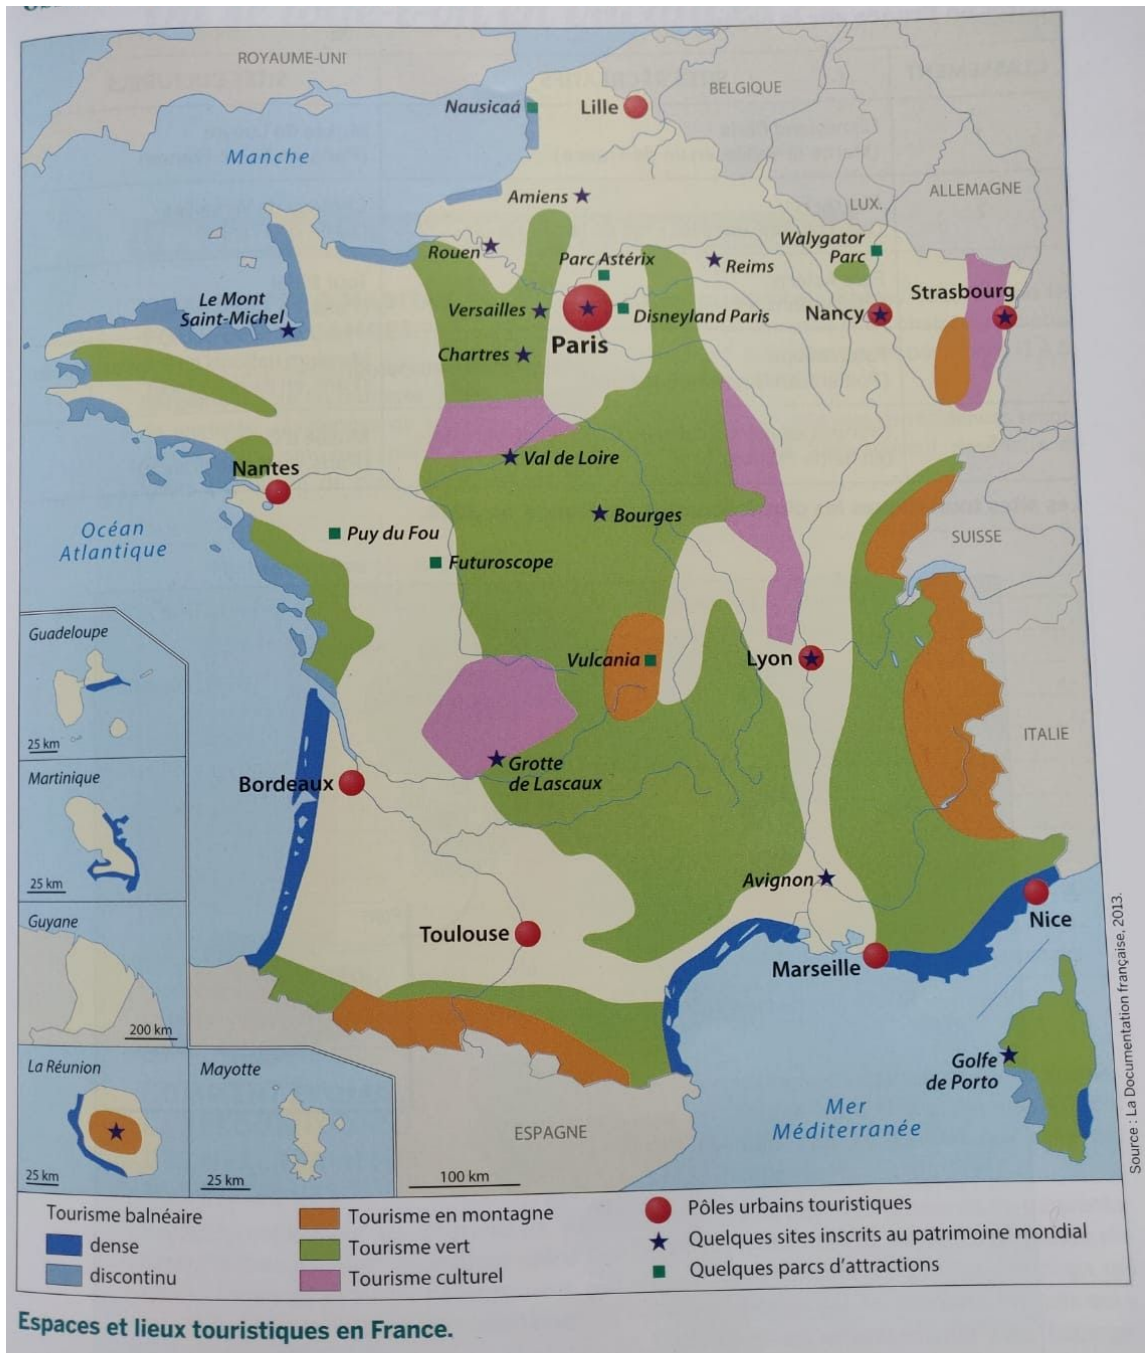 ROYAUME-UNI
BELGIQUE
Nausicaá
Lille
Manche
ALLEMAGNE
LUX.
Amiens
Walygator
Parc
Rouen
Parc Astérix
Reims
Le Mont
Saint-Michel
Versailles
Disneyland Paris
Nancy
Strasbourg
Paris
Chartres
Val de Loire
Nantes
Bourges
Océan
Atlantique
Puy du Fou
SUISSE
Futuroscope
Guadeloupe
25 km
Vulcania
Lyon
ITALIE
Martinique
25 km
Grotte
de Lascaux
Bordeaux
Avignon
Guyane
200 km
Toulouse
Nice
Marseille
La Réunion
25 km
Mayotte
25 km
Golfe
de Porto
Mer
Méditerranée
ESPAGNE
100 km
Source : La Documentation française, 2013.
Tourisme balnéaire
dense
discontinu
Tourisme en montagne
Tourisme vert
Tourisme culturel
Pôles urbains touristiques
Quelques sites inscrits au patrimoine mondial
Quelques parcs d'attractions
Espaces et lieux touristiques en France.